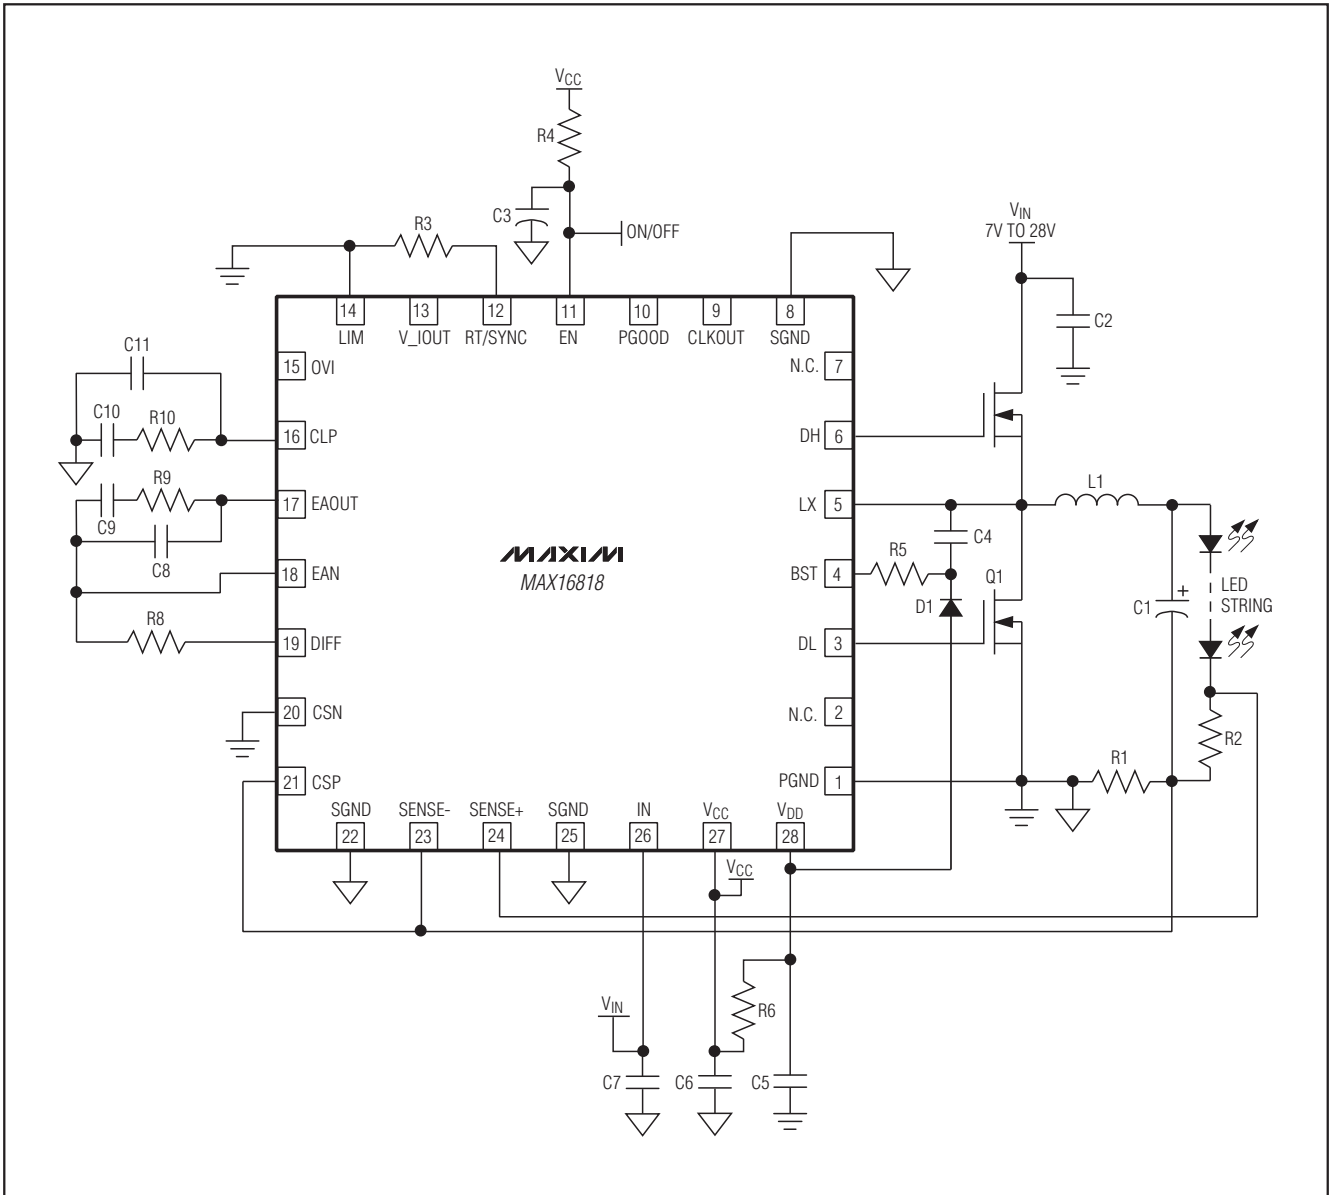 VCC
R4
C3
ON/OFF
R3
VIN
7V TO 28V
C2
14 13 12 11 10 9 8
LIM V_IOUT RT/SYNC EN PGOOD CLKOUT SGND
C11
15 OVI
N.C. 7
C10 R10
16 CLP
DH 6
R9
C9
17 EAOUT
LX 5
L1
C8
C4
MAXIM
MAX16818
18 EAN
BST 4
R5
Q1
D1
C1
+
LED
STRING
R8
19 DIFF
DL 3
20 CSN
N.C. 2
R2
21 CSP
PGND 1
R1
SGND SENSE- SENSE+ SGND IN VCC VDD
22 23 24 25 26 27 28
VCC
VIN
R6
C7
C6
C5